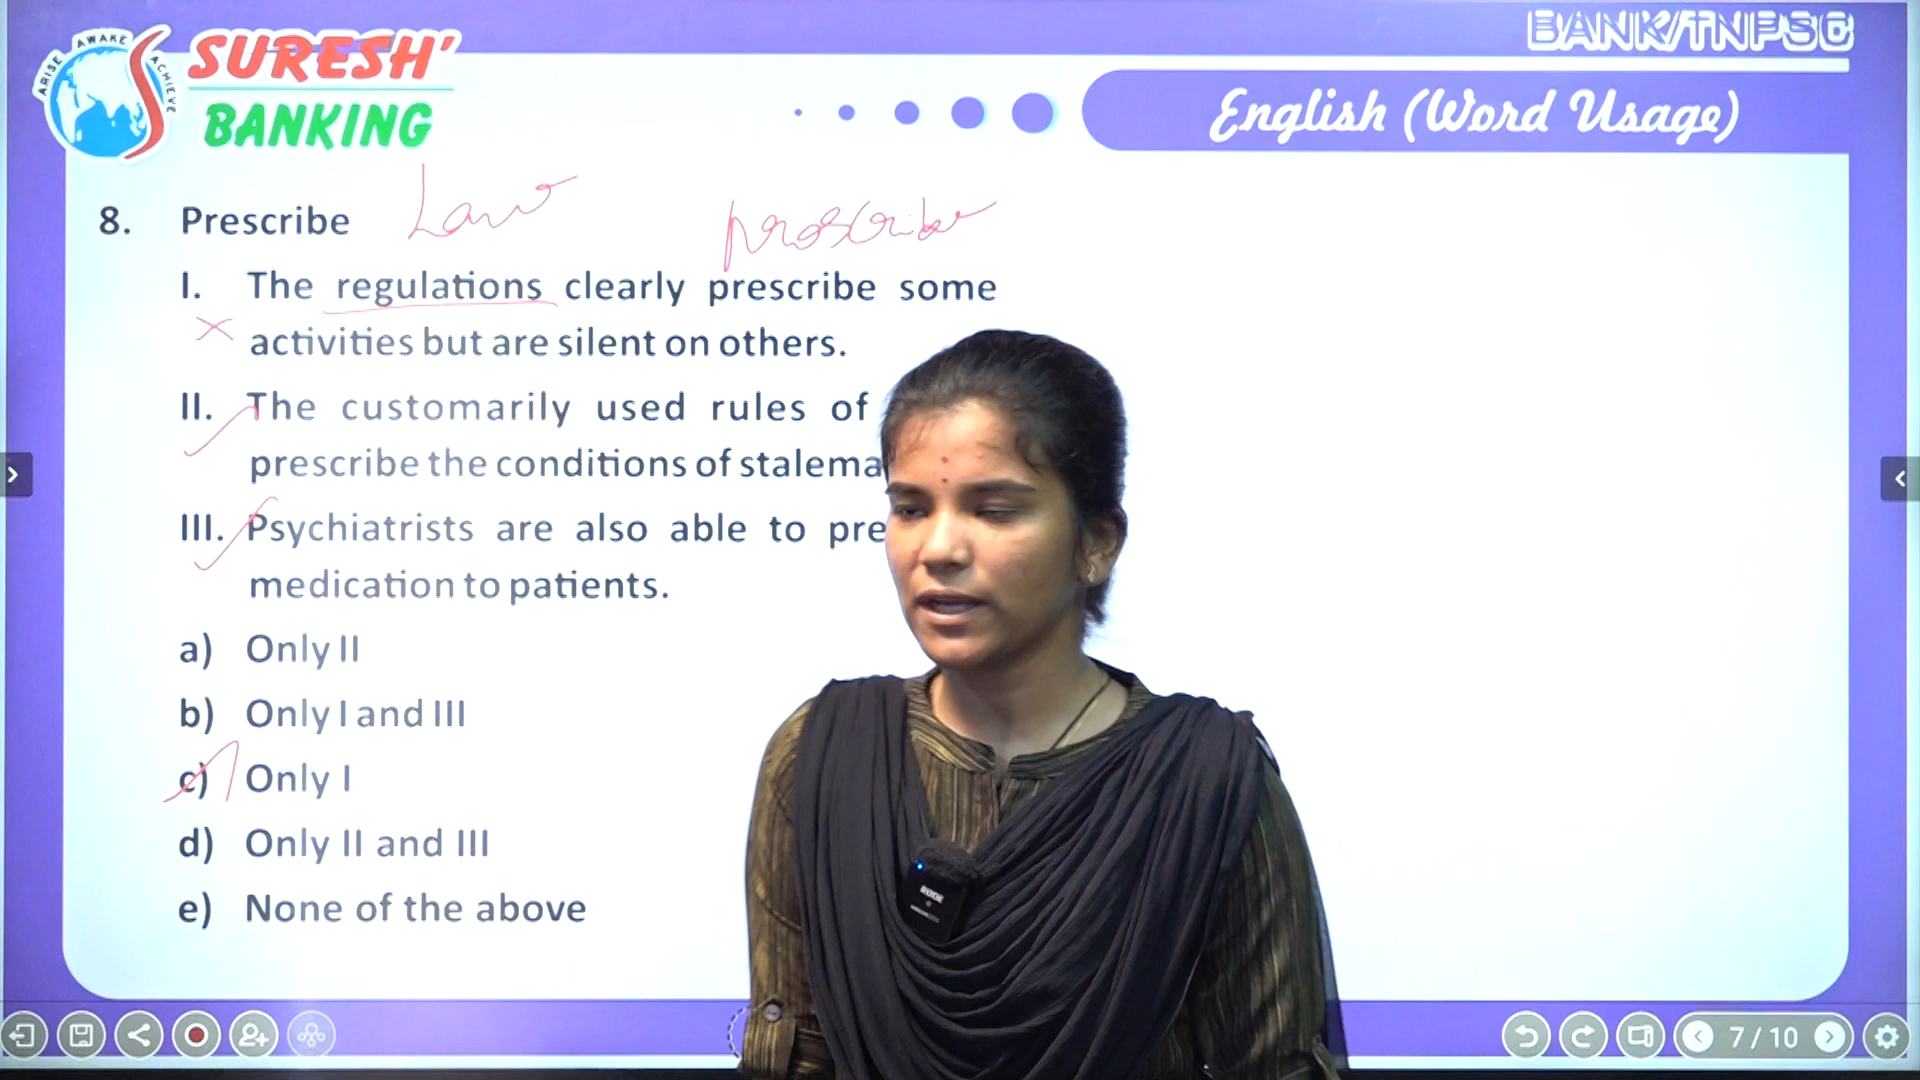 BANK/TNPSC
ARISE AWAKE ACHIEVE
SURESH'
BANKING
English (Word Usage)
Law
proscribe
8. Prescribe
I. The regulations clearly prescribe some
activities but are silent on others.
II. The customarily used rules of
prescribe the conditions of stalema
III. Psychiatrists are also able to pre
medication to patients.
a) Only II
b) Only I and III
c) Only I
d) Only II and III
e) None of the above
7/10